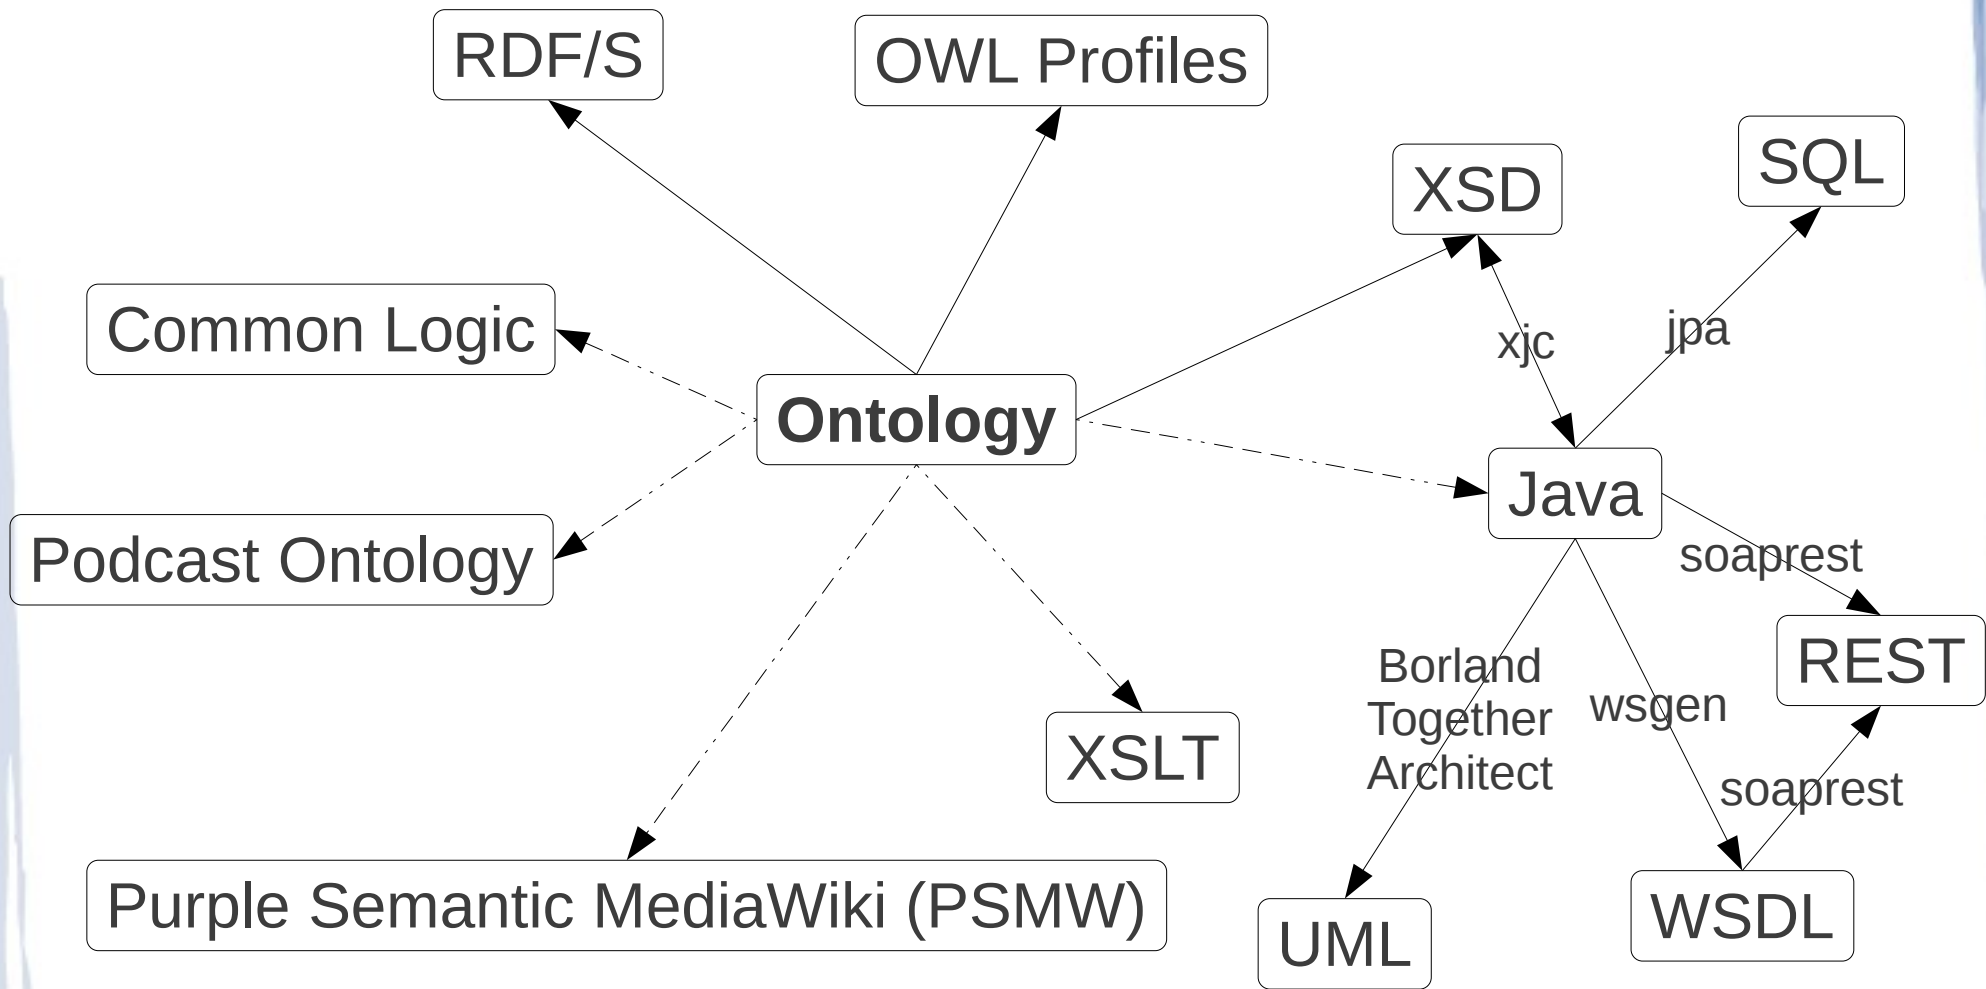 RDF/S
OWL Profiles
XSD
SQL
Common Logic
xjc
jpa
Ontology
Java
Podcast Ontology
soaprest
REST
Borland
Together
Architect
wsgen
XSLT
soaprest
Purple Semantic MediaWiki (PSMW)
UML
WSDL